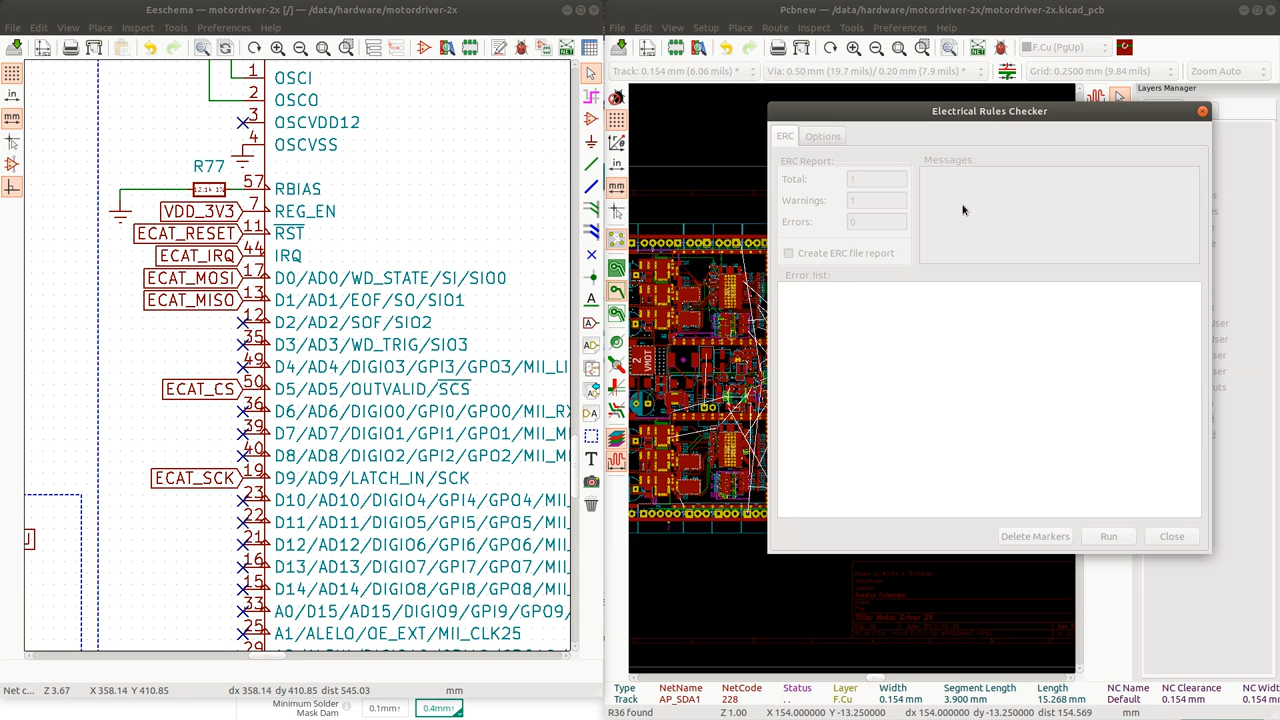 Eeschema — motordriver-2x [/] — /data/hardware/motordriver-2x
File Edit View Place Inspect Tools Preferences Help
1 OSCI
2 OSCO
3 OSCVDD12
4 OSCVSS
R77
57 RBIAS
VDD_3V3 7 REG_EN
ECAT_RESET 11 RST
ECAT_IRQ 44 IRQ
ECAT_MOSI 17 D0/AD0/WD_STATE/SI/SIO0
ECAT_MISO 13 D1/AD1/EOF/SO/SIO1
12 D2/AD2/SOF/SIO2
35 D3/AD3/WD_TRIG/SIO3
49 D4/AD4/DIGIO3/GPI3/GPO3/MII_LI
ECAT_CS 50 D5/AD5/OUTVALID/SCS
36 D6/AD6/DIGIO0/GPI0/GPO0/MII_RX
39 D7/AD7/DIGIO1/GPI1/GPO1/MII_M
40 D8/AD8/DIGIO2/GPI2/GPO2/MII_M
ECAT_SCK 19 D9/AD9/LATCH_IN/SCK
23 D10/AD10/DIGIO4/GPI4/GPO4/MII_
22 D11/AD11/DIGIO5/GPI5/GPO5/MII_
21 D12/AD12/DIGIO6/GPI6/GPO6/MII_
16 D13/AD13/DIGIO7/GPI7/GPO7/MII_
15 D14/AD14/DIGIO8/GPI8/GPO8/MII_
33 A0/D15/AD15/DIGIO9/GPI9/GPO9/
25 A1/ALELO/OE_EXT/MII_CLK25
29
Net c... Z 3.67 X 358.14 Y 410.85 dx 358.14 dy 410.85 dist 545.03 mm
Minimum Solder
Mask Dam 0.1mm↑ 0.4mm↑
Pcbnew — /data/hardware/motordriver-2x/motordriver-2x.kicad_pcb
File Edit View Setup Place Route Inspect Tools Preferences Help
F.Cu (PgUp)
Track: 0.154 mm (6.06 mils) * Via: 0.50 mm (19.7 mils)/ 0.20 mm (7.9 mils) * Grid: 0.2500 mm (9.84 mils) Zoom Auto
Layers Manager
Electrical Rules Checker
ERC Options
ERC Report:
Total: 1
Warnings: 1
Errors: 0
Create ERC file report
Messages:
Error list:
Delete Markers Run Close
2 VMOT
Tiller Motor Driver 2X
Type NetName NetCode Status Layer Width Segment Length Length NC Name NC Clearance NC Width
Track AP_SDA1 228 .. F.Cu 0.154 mm 3.900 mm 15.268 mm Default 0.154 mm 0.154 m
R36 found Z 1.00 X 154.000000 Y -13.250000 dx 154.000000 dy -13.250000 dist 154.569 mm